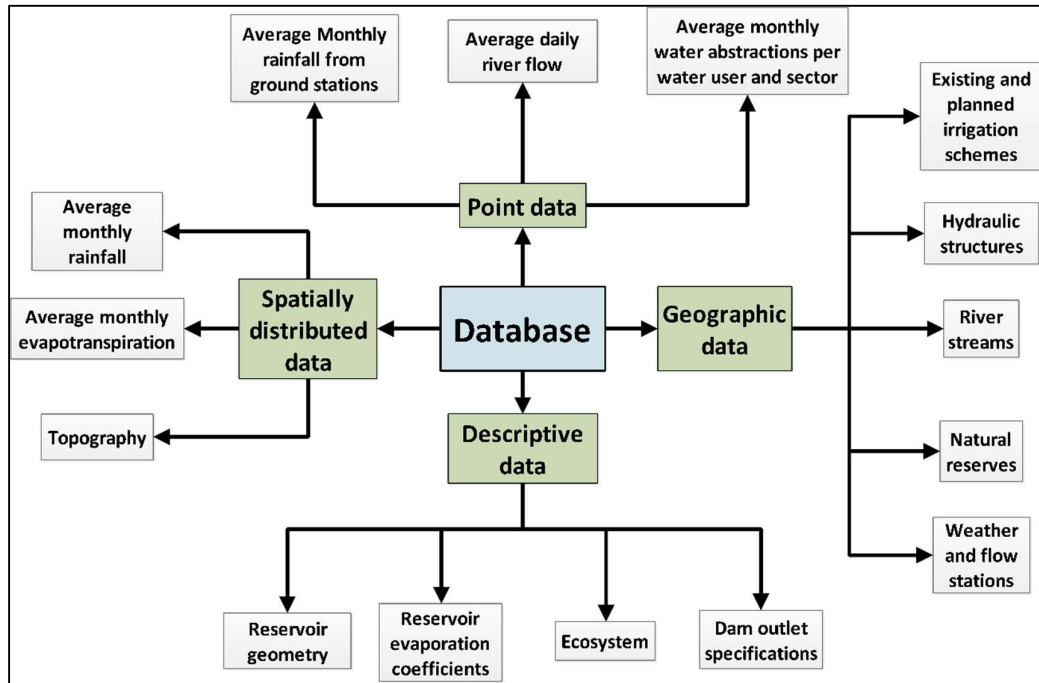 Average Monthly
rainfall from
ground stations
Average daily
river flow
Average monthly
water abstractions per
water user and sector
Existing and
planned
irrigation
schemes
Point data
Average
monthly
rainfall
Hydraulic
structures
Spatially
distributed
data
Database
Geographic
data
Average monthly
evapotranspiration
River
streams
Topography
Descriptive
data
Natural
reserves
Weather
and flow
stations
Reservoir
geometry
Reservoir
evaporation
coefficients
Ecosystem
Dam outlet
specifications